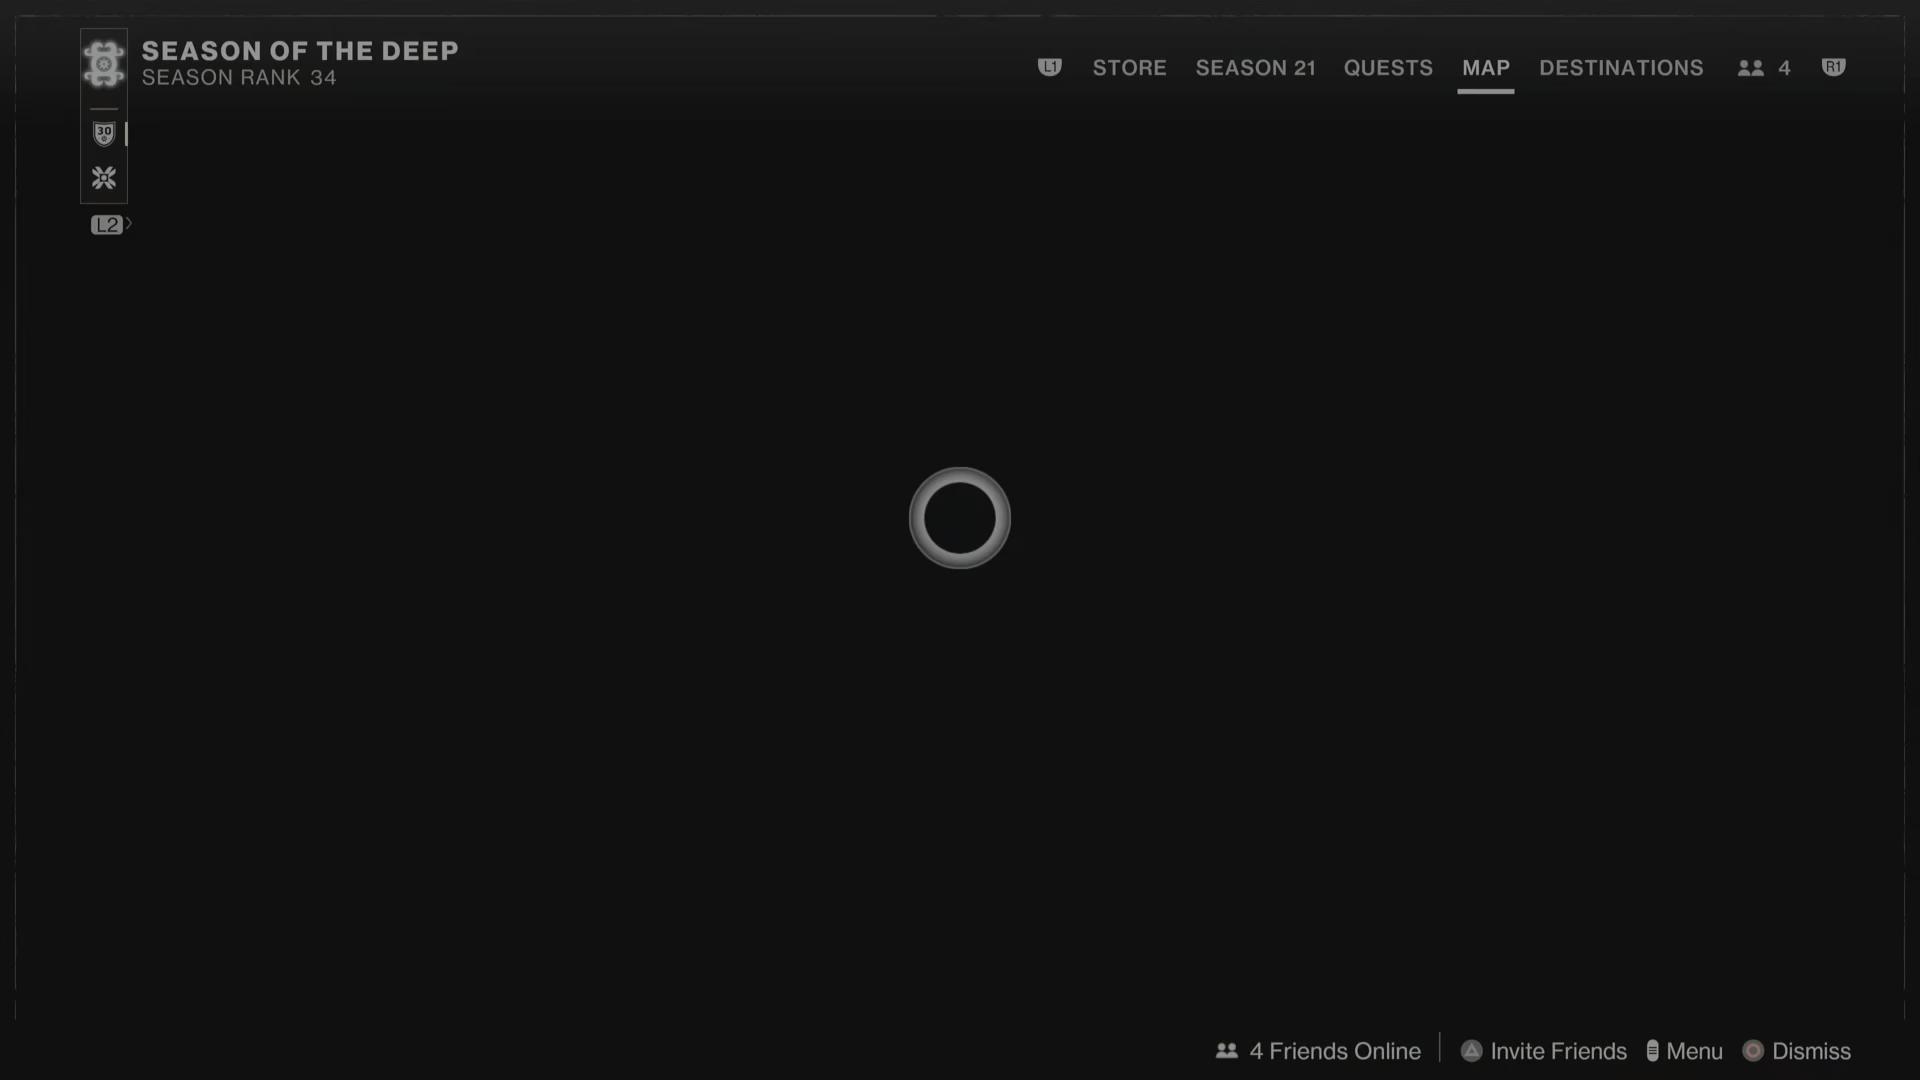 SEASON OF THE DEEP
SEASON RANK 34
L1 STORE SEASON 21 QUESTS MAP DESTINATIONS 4 R1
30
L2
4 Friends Online Invite Friends Menu Dismiss